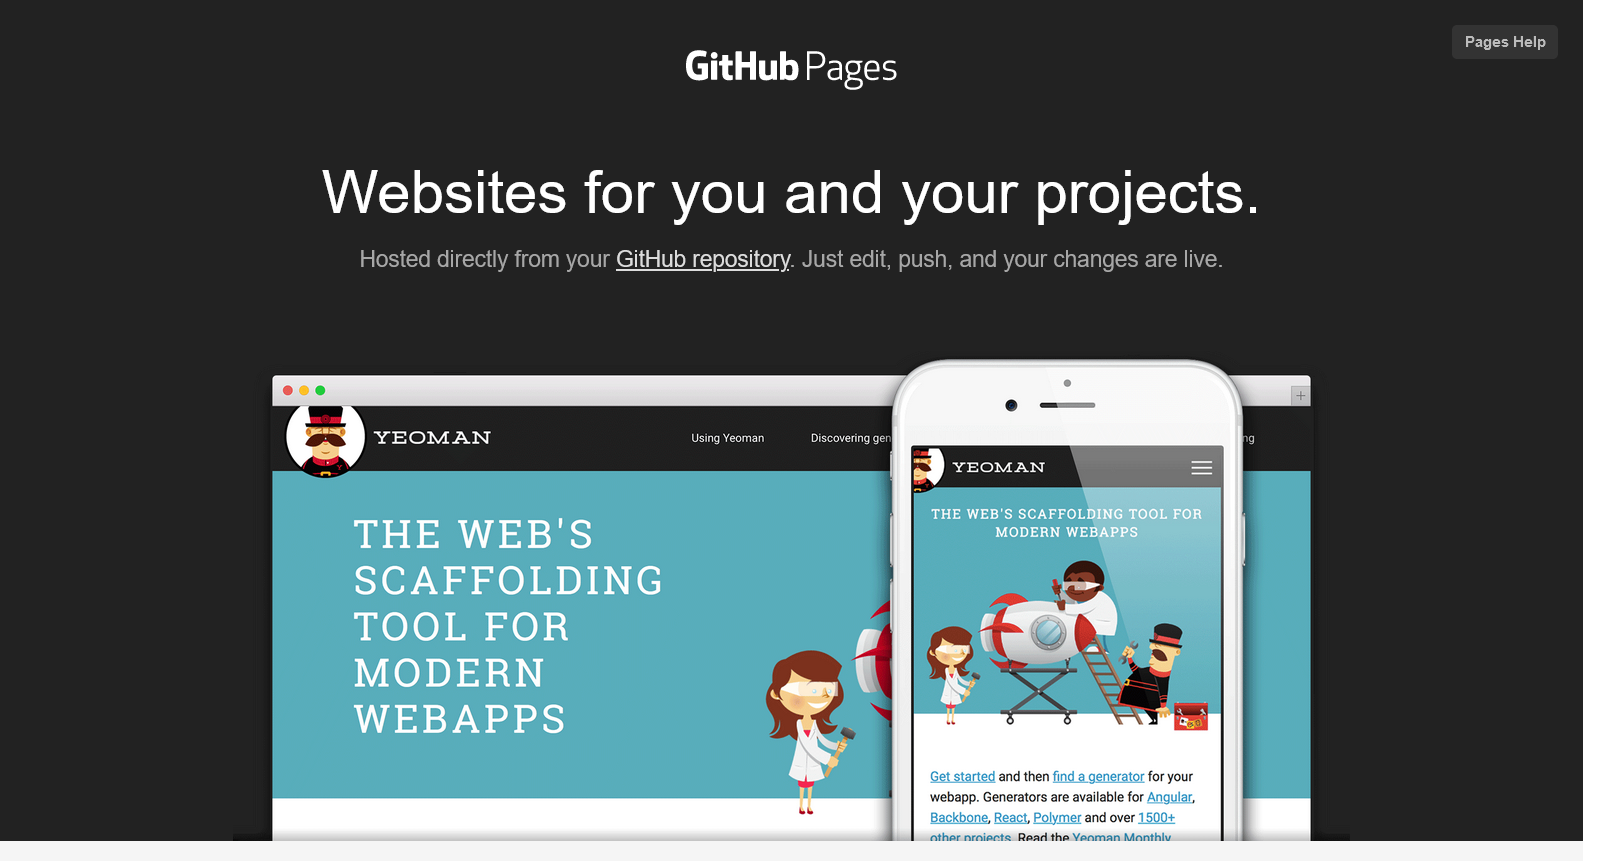 Pages Help
GitHub Pages
Websites for you and your projects.
Hosted directly from your GitHub repository. Just edit, push, and your changes are live.
YEOMAN
Using Yeoman
Discovering gen
ng
THE WEB'S
SCAFFOLDING
TOOL FOR
MODERN
WEBAPPS
YEOMAN
THE WEB'S SCAFFOLDING TOOL FOR
MODERN WEBAPPS
Get started and then find a generator for your
webapp. Generators are available for Angular,
Backbone, React, Polymer and over 1500+
other projects. Read the Yeoman Monthly